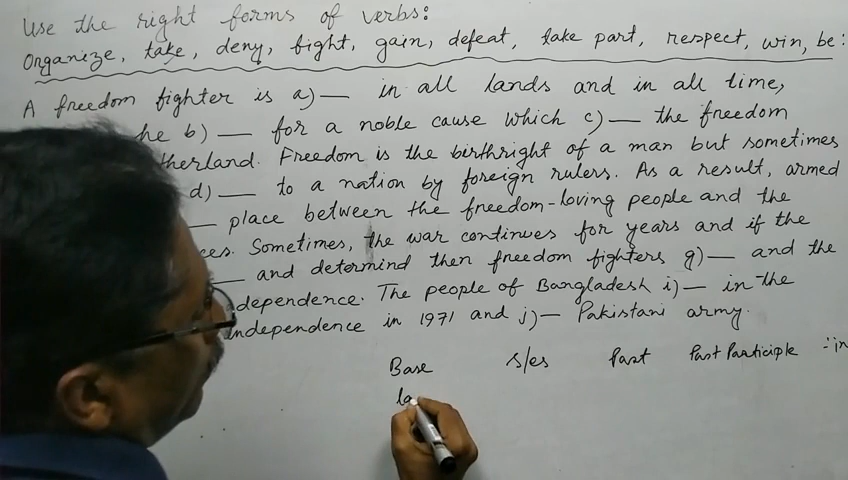 Use the right forms of verbs:
Organize, take, deny, fight, gain, defeat, take part, respect, win, be:
A freedom fighter is a) — in all lands and in all time,
he b) — for a noble cause which c) — the freedom
therland. Freedom is the birthright of a man but sometimes
d) — to a nation by foreign rulers. As a result, armed
— place between the freedom-loving people and the
ces. Sometimes, the war continues for years and if the
— and determind then freedom fighters g) — and the
dependence. The people of Bangladesh i) — in the
independence in 1971 and j) — Pakistani army.
Base s/es Past Past Participle in